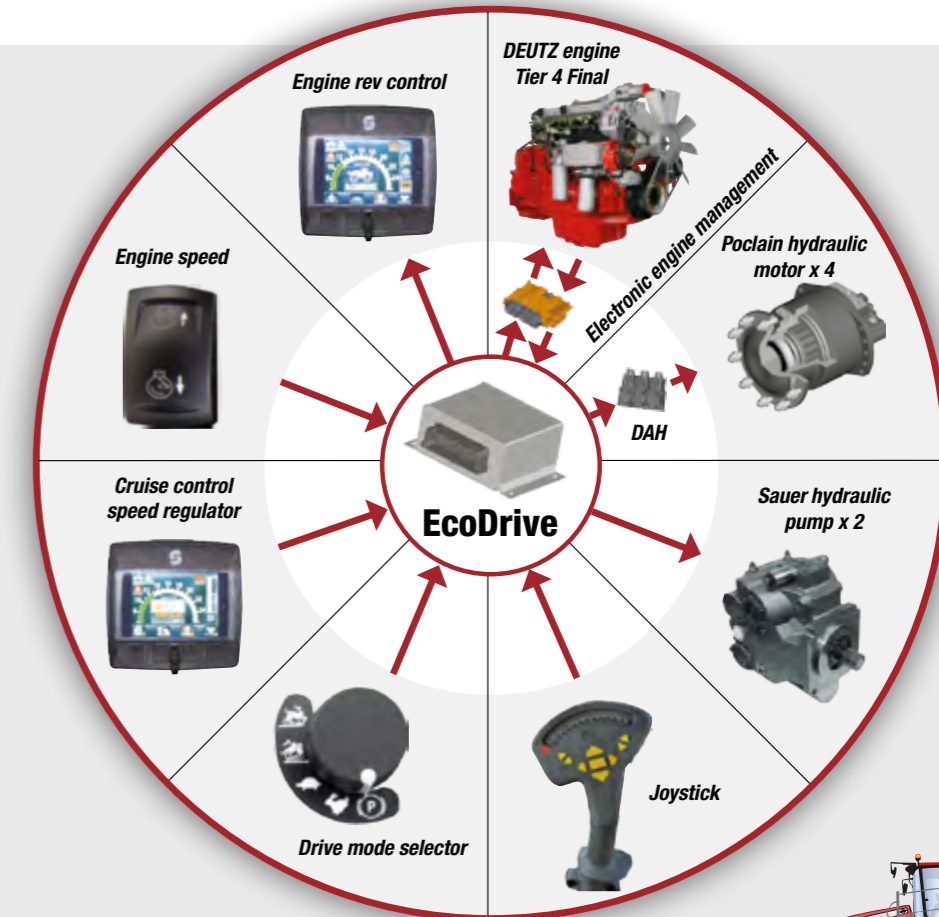 DEUTZ engine
Tier 4 Final
Engine rev control
Electronic engine management
Poclain hydraulic
motor x 4
Engine speed
DAH
Cruise control
speed regulator
Sauer hydraulic
pump x 2
EcoDrive
Joystick
Drive mode selector
P